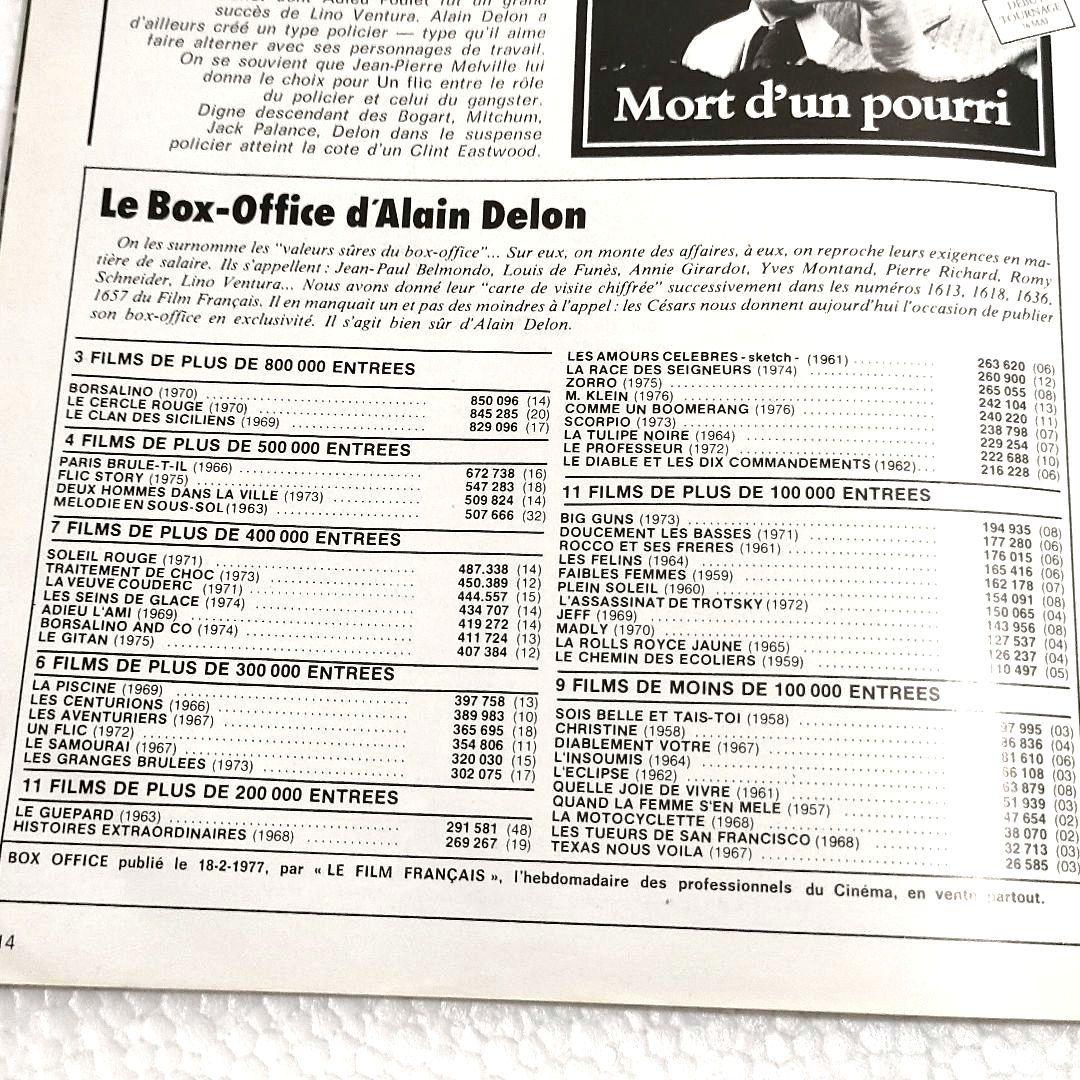 succès de Lino Ventura. Alain Delon a
d'ailleurs créé un type policier — type qu'il aime
faire alterner avec ses personnages de travail.
On se souvient que Jean-Pierre Melville lui
donna le choix pour Un flic entre le rôle
du policier et celui du gangster.
Digne descendant des Bogart, Mitchum,
Jack Palance, Delon dans le suspense
policier atteint la cote d'un Clint Eastwood.
TOURNAGE
Mort d'un pourri
Le Box-Office d'Alain Delon
On les surnomme les "valeurs sûres du box-office"... Sur eux, on monte des affaires, à eux, on reproche leurs exigences en ma-
tière de salaire. Ils s'appellent : Jean-Paul Belmondo, Louis de Funès, Annie Girardot, Yves Montand, Pierre Richard, Romy
Schneider, Lino Ventura... Nous avons donné leur "carte de visite chiffrée" successivement dans les numéros 1613, 1618, 1636,
1657 du Film Français. Il en manquait un et pas des moindres à l'appel : les Césars nous donnent aujourd'hui l'occasion de publier
son box-office en exclusivité. Il s'agit bien sûr d'Alain Delon.
3 FILMS DE PLUS DE 800 000 ENTREES
BORSALINO (1970) 850 096 (14)
LE CERCLE ROUGE (1970) 845 285 (20)
LE CLAN DES SICILIENS (1969) 829 096 (17)
4 FILMS DE PLUS DE 500 000 ENTREES
PARIS BRULE-T-IL (1966) 672 738 (16)
FLIC STORY (1975) 547 283 (18)
DEUX HOMMES DANS LA VILLE (1973) 509 824 (14)
MELODIE EN SOUS-SOL (1963) 507 666 (32)
7 FILMS DE PLUS DE 400 000 ENTREES
SOLEIL ROUGE (1971) 487.338 (14)
TRAITEMENT DE CHOC (1973) 450.389 (12)
LA VEUVE COUDERC (1971) 444.557 (15)
LES SEINS DE GLACE (1974) 434 707 (14)
ADIEU L'AMI (1969) 419 272 (14)
BORSALINO AND CO (1974) 411 724 (13)
LE GITAN (1975) 407 384 (12)
6 FILMS DE PLUS DE 300 000 ENTREES
LA PISCINE (1969) 397 758 (13)
LES CENTURIONS (1966) 389 983 (10)
LES AVENTURIERS (1967) 365 695 (18)
UN FLIC (1972) 354 806 (11)
LE SAMOURAI (1967) 320 030 (15)
LES GRANGES BRULEES (1973) 302 075 (17)
11 FILMS DE PLUS DE 200 000 ENTREES
LE GUEPARD (1963) 291 581 (48)
HISTOIRES EXTRAORDINAIRES (1968) 269 267 (19)
LES AMOURS CELEBRES - sketch - (1961) 263 620 (06)
LA RACE DES SEIGNEURS (1974) 260 900 (12)
ZORRO (1975) 265 055 (08)
M. KLEIN (1976) 242 104 (13)
COMME UN BOOMERANG (1976) 240 220 (11)
SCORPIO (1973) 238 798 (07)
LA TULIPE NOIRE (1964) 229 254 (07)
LE PROFESSEUR (1972) 222 688 (10)
LE DIABLE ET LES DIX COMMANDEMENTS (1962) 216 228 (06)
11 FILMS DE PLUS DE 100 000 ENTREES
BIG GUNS (1973) 194 935 (08)
DOUCEMENT LES BASSES (1971) 177 280 (06)
ROCCO ET SES FRERES (1961) 176 015 (06)
LES FELINS (1964) 165 416 (06)
FAIBLES FEMMES (1959) 162 178 (07)
PLEIN SOLEIL (1960) 154 091 (08)
L'ASSASSINAT DE TROTSKY (1972) 150 065 (04)
JEFF (1969) 143 956 (08)
MADLY (1970) 127 537 (04)
LA ROLLS ROYCE JAUNE (1965) 126 237 (04)
LE CHEMIN DES ECOLIERS (1959) 110 497 (05)
9 FILMS DE MOINS DE 100 000 ENTREES
SOIS BELLE ET TAIS-TOI (1958) 97 995 (03)
CHRISTINE (1958) 86 836 (04)
DIABLEMENT VOTRE (1967) 81 610 (06)
L'INSOUMIS (1964) 66 108 (03)
L'ECLIPSE (1962) 63 879 (08)
QUELLE JOIE DE VIVRE (1961) 51 939 (03)
QUAND LA FEMME S'EN MELE (1957) 47 654 (02)
LA MOTOCYCLETTE (1968) 38 070 (02)
LES TUEURS DE SAN FRANCISCO (1968) 32 713 (03)
TEXAS NOUS VOILA (1967) 26 585 (03)
BOX OFFICE publié le 18-2-1977, par « LE FILM FRANÇAIS », l'hebdomadaire des professionnels du Cinéma, en vente partout.
14